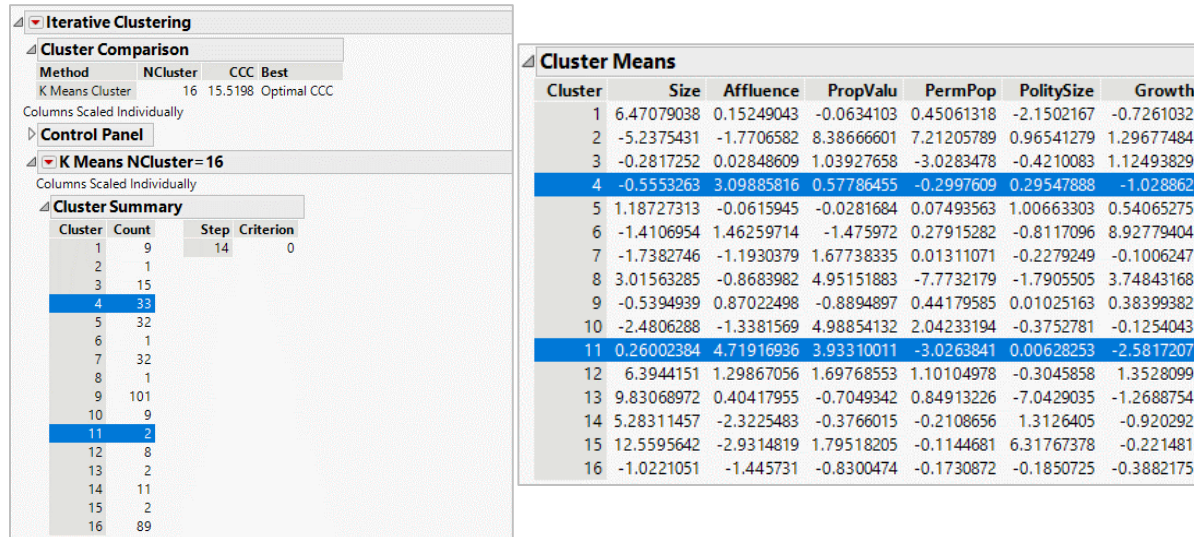 Iterative Clustering
Cluster Comparison
Method NCluster CCC Best
K Means Cluster 16 15.5198 Optimal CCC
Columns Scaled Individually
Control Panel
K Means NCluster=16
Columns Scaled Individually
Cluster Summary
Cluster Count Step Criterion
1 9 14 0
2 1
3 15
4 33
5 32
6 1
7 32
8 1
9 101
10 9
11 2
12 8
13 2
14 11
15 2
16 89
Cluster Means
Cluster Size Affluence PropValu PermPop PolitySize Growth
1 6.47079038 0.15249043 -0.0634103 0.45061318 -2.1502167 -0.7261032
2 -5.2375431 -1.7706582 8.38666601 7.21205789 0.96541279 1.29677484
3 -0.2817252 0.02848609 1.03927658 -3.0283478 -0.4210083 1.12493829
4 -0.5553263 3.09885816 0.57786455 -0.2997609 0.29547888 -1.028862
5 1.18727313 -0.0615945 -0.0281684 0.07493563 1.00663303 0.54065275
6 -1.4106954 1.46259714 -1.475972 0.27915282 -0.8117096 8.92779404
7 -1.7382746 -1.1930379 1.67738335 0.01311071 -0.2279249 -0.1006247
8 3.01563285 -0.8683982 4.95151883 -7.7732179 -1.7905505 3.74843168
9 -0.5394939 0.87022498 -0.8894897 0.44179585 0.01025163 0.38399382
10 -2.4806288 -1.3381569 4.98854132 2.04233194 -0.3752781 -0.1254043
11 0.26002384 4.71916936 3.93310011 -3.0263841 0.00628253 -2.5817207
12 6.3944151 1.29867056 1.69768553 1.10104978 -0.3045858 1.3528099
13 9.83068972 0.40417955 -0.7049342 0.84913226 -7.0429035 -1.2688754
14 5.28311457 -2.3225483 -0.3766015 -0.2108656 1.3126405 -0.920292
15 12.5595642 -2.9314819 1.79518205 -0.1144681 6.31767378 -0.221481
16 -1.0221051 -1.445731 -0.8300474 -0.1730872 -0.1850725 -0.3882175